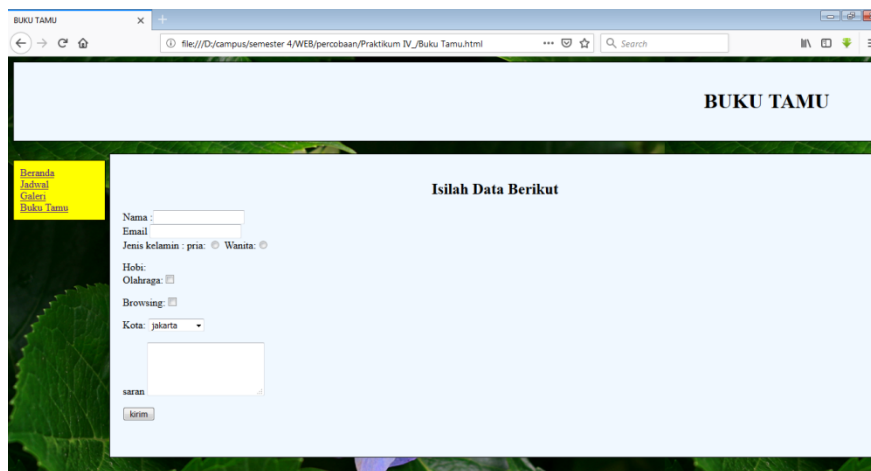 BUKU TAMU
file:///D:/campus/semester 4/WEB/percobaan/Praktikum IV_/Buku Tamu.html
Search
BUKU TAMU
Beranda
Jadwal
Galeri
Buku Tamu
Isilah Data Berikut
Nama :
Email
Jenis kelamin : pria: Wanita:
Hobi:
Olahraga:
Browsing:
Kota: jakarta
saran
kirim